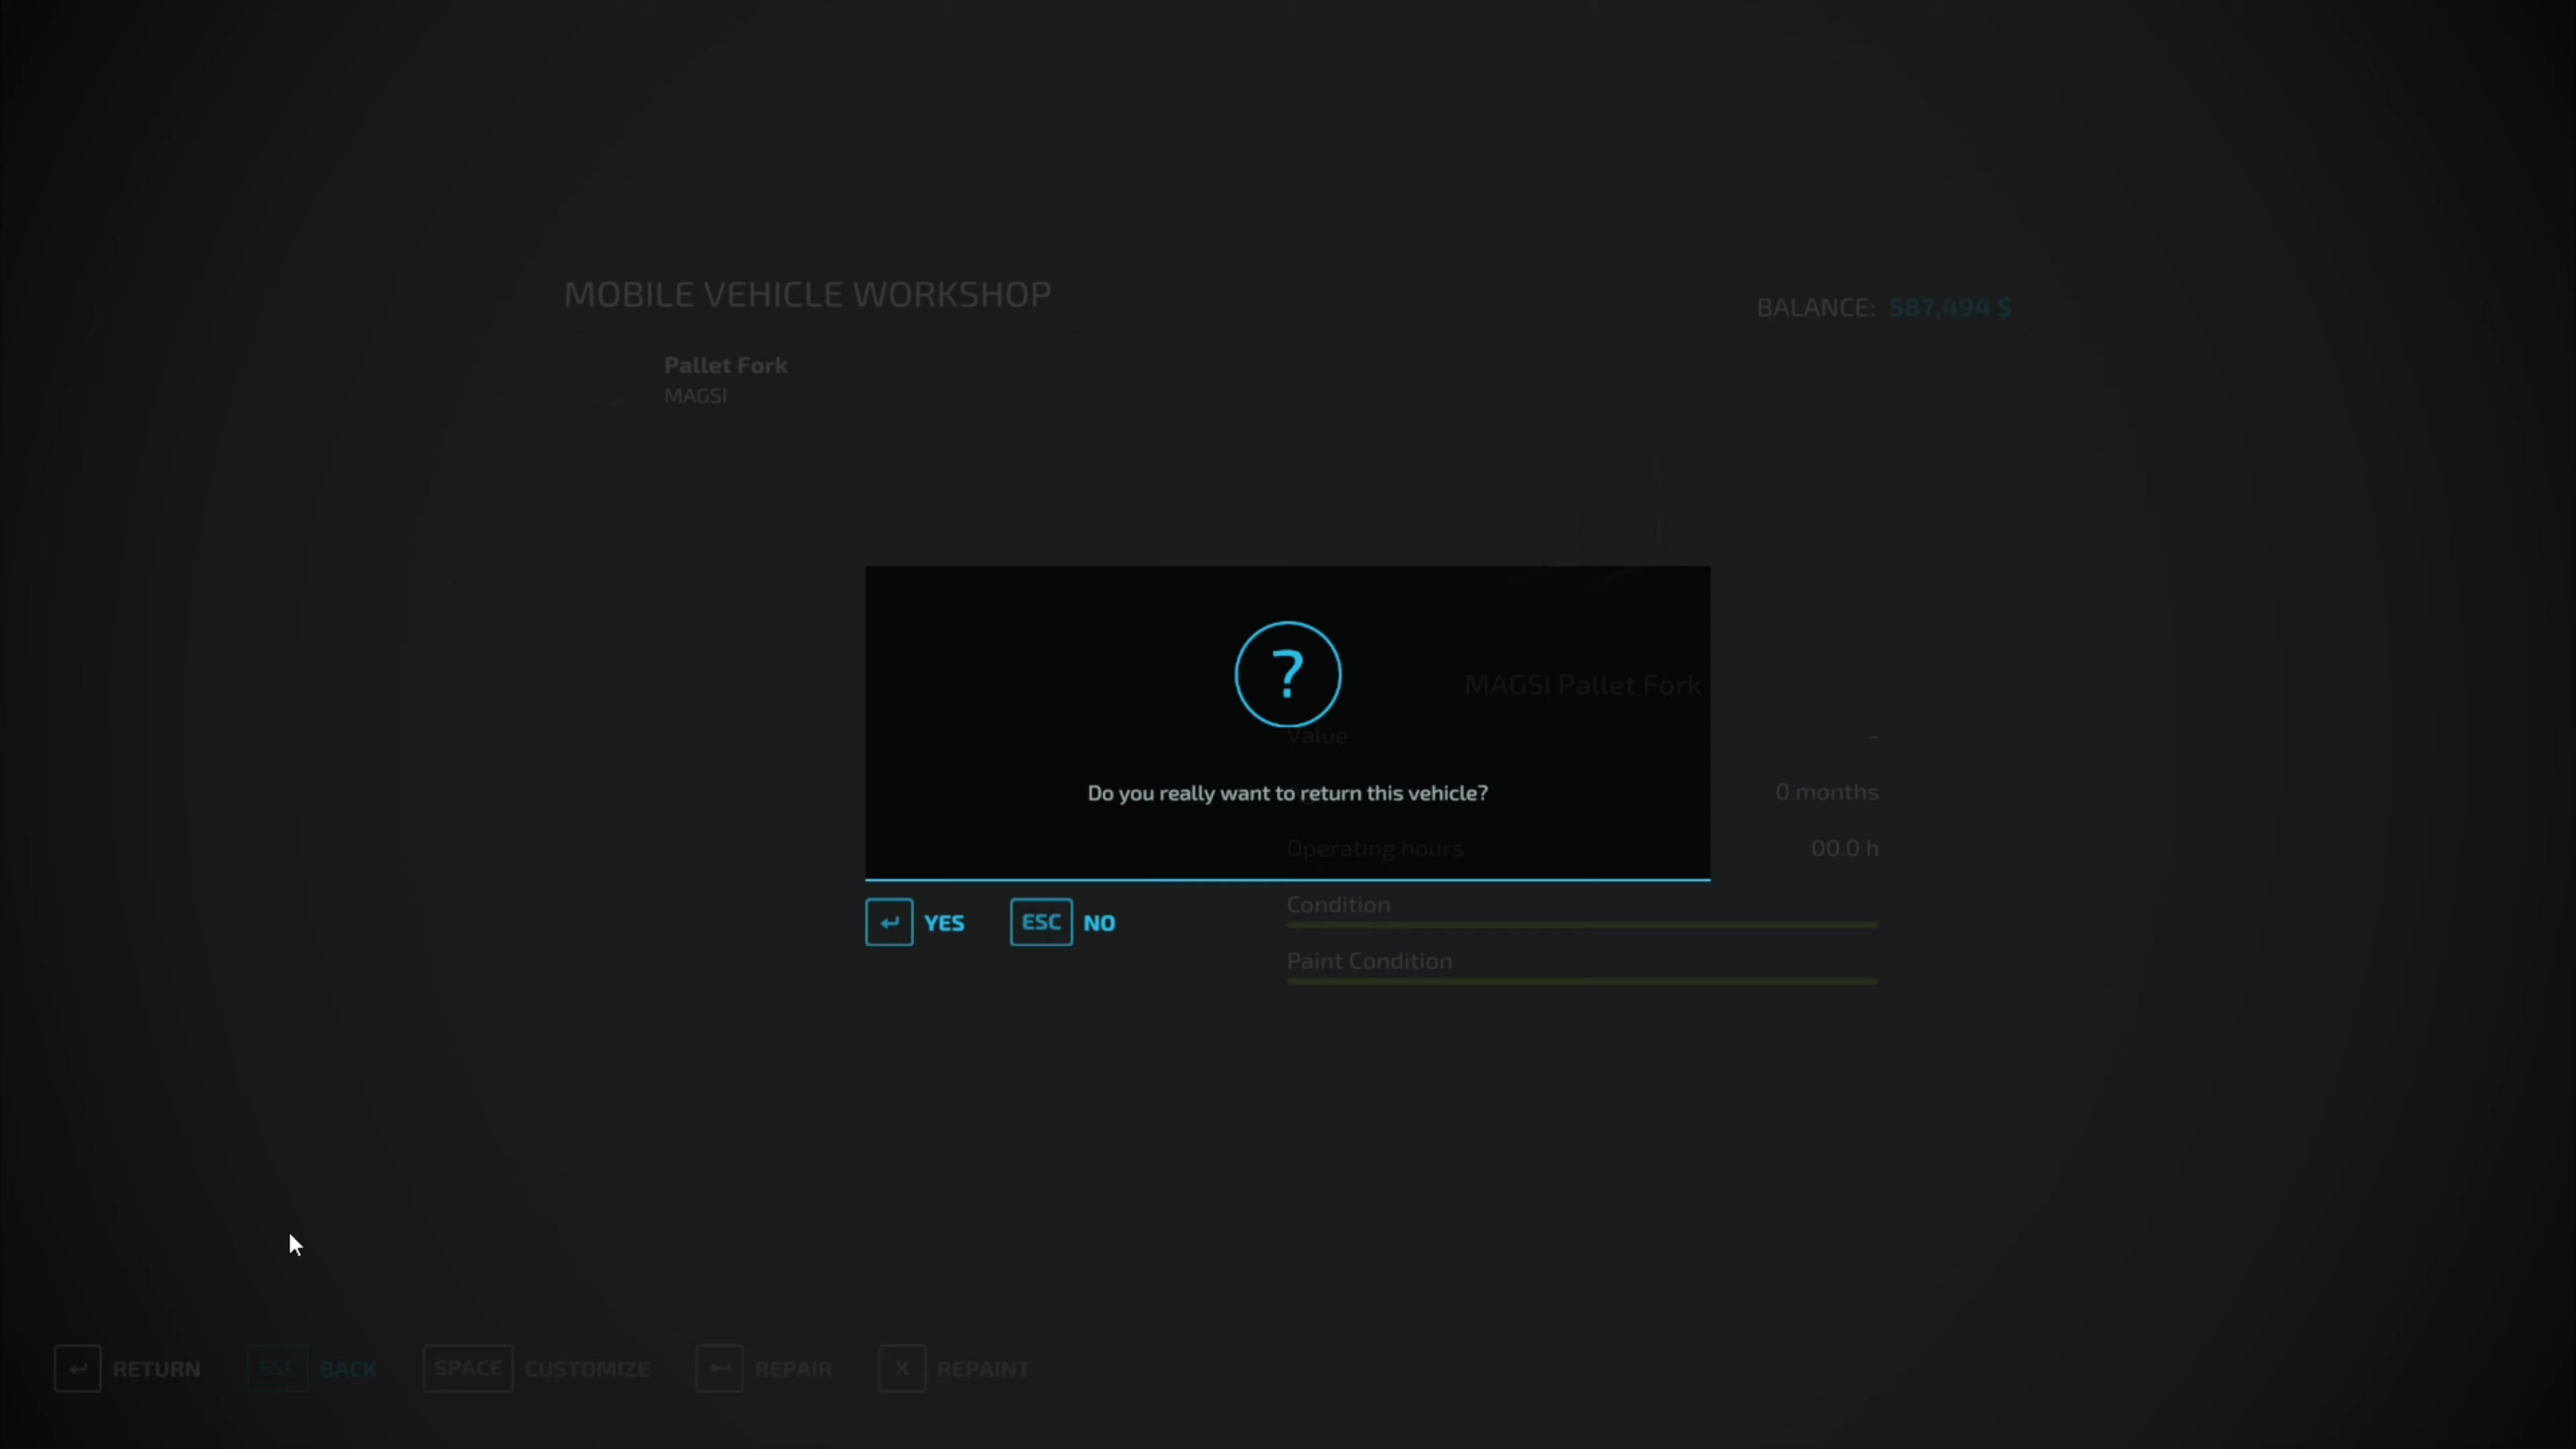 MOBILE VEHICLE WORKSHOP
BALANCE: 587,494 $
Pallet Fork
MAGSI
?
MAGSI Pallet Fork
Value -
Do you really want to return this vehicle?
0 months
Operating hours 00.0 h
Condition
YES ESC NO
Paint Condition
RETURN ESC BACK SPACE CUSTOMIZE REPAIR X REPAINT